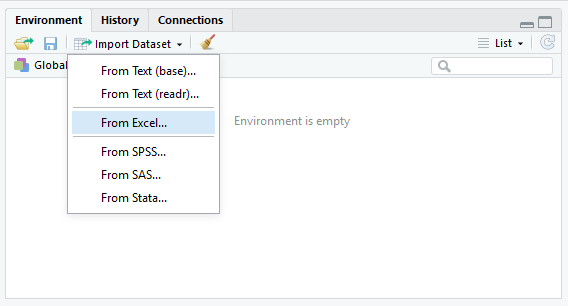 Environment History Connections
Import Dataset List
Global
From Text (base)...
From Text (readr)...
From Excel...
Environment is empty
From SPSS...
From SAS...
From Stata...